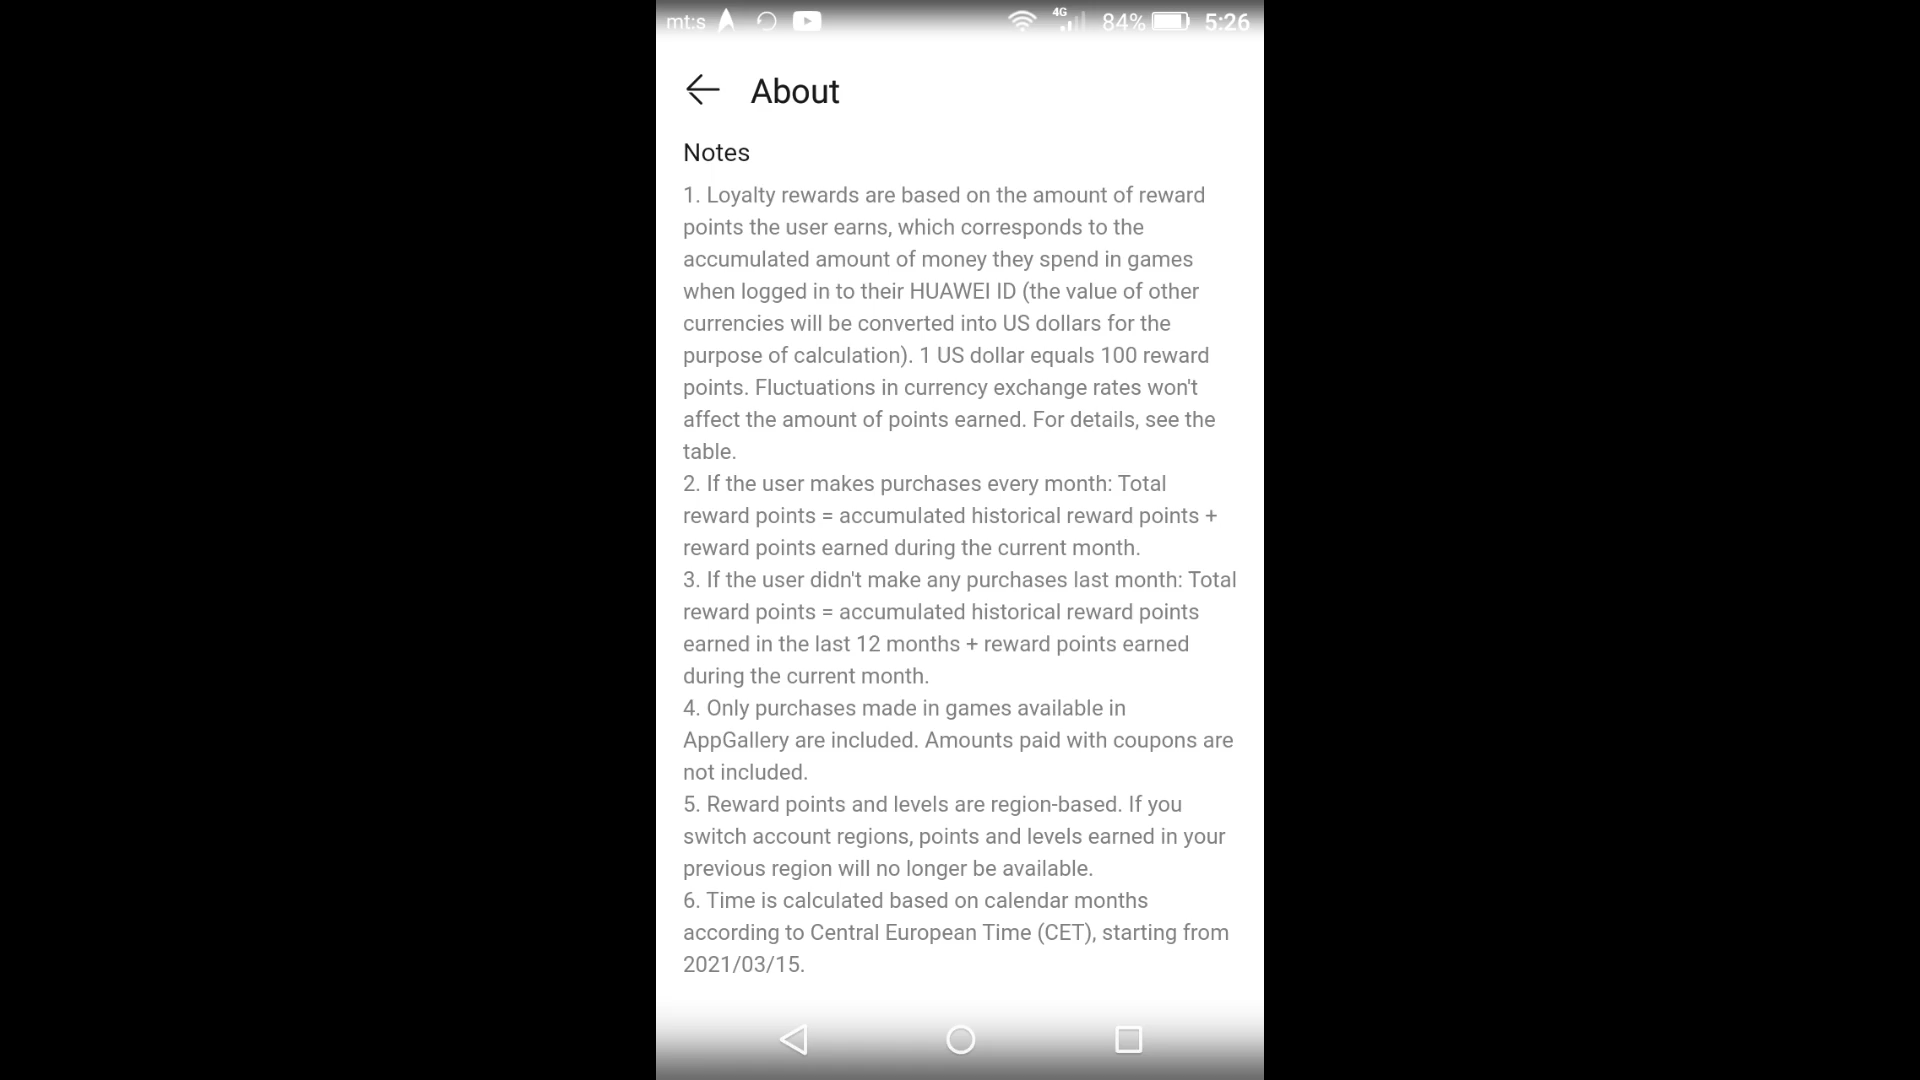 mt:s 4G 84% 5:26
About
Notes
1. Loyalty rewards are based on the amount of reward
points the user earns, which corresponds to the
accumulated amount of money they spend in games
when logged in to their HUAWEI ID (the value of other
currencies will be converted into US dollars for the
purpose of calculation). 1 US dollar equals 100 reward
points. Fluctuations in currency exchange rates won't
affect the amount of points earned. For details, see the
table.
2. If the user makes purchases every month: Total
reward points = accumulated historical reward points +
reward points earned during the current month.
3. If the user didn't make any purchases last month: Total
reward points = accumulated historical reward points
earned in the last 12 months + reward points earned
during the current month.
4. Only purchases made in games available in
AppGallery are included. Amounts paid with coupons are
not included.
5. Reward points and levels are region-based. If you
switch account regions, points and levels earned in your
previous region will no longer be available.
6. Time is calculated based on calendar months
according to Central European Time (CET), starting from
2021/03/15.